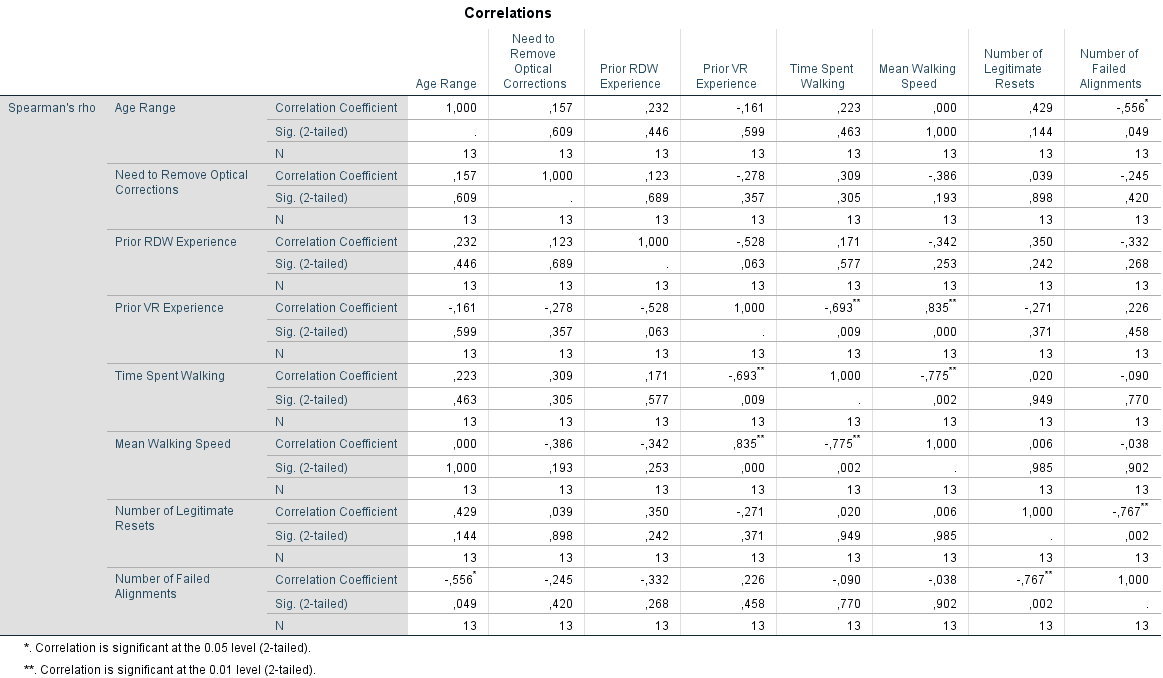 Correlations
Age Range Need to Remove Optical Corrections Prior RDW Experience Prior VR Experience Time Spent Walking Mean Walking Speed Number of Legitimate Resets Number of Failed Alignments
Spearman's rho Age Range Correlation Coefficient 1,000 ,157 ,232 -,161 ,223 ,000 ,429 -,556*
Sig. (2-tailed) . ,609 ,446 ,599 ,463 1,000 ,144 ,049
N 13 13 13 13 13 13 13 13
Need to Remove Optical Corrections Correlation Coefficient ,157 1,000 ,123 -,278 ,309 -,386 ,039 -,245
Sig. (2-tailed) ,609 . ,689 ,357 ,305 ,193 ,898 ,420
N 13 13 13 13 13 13 13 13
Prior RDW Experience Correlation Coefficient ,232 ,123 1,000 -,528 ,171 -,342 ,350 -,332
Sig. (2-tailed) ,446 ,689 . ,063 ,577 ,253 ,242 ,268
N 13 13 13 13 13 13 13 13
Prior VR Experience Correlation Coefficient -,161 -,278 -,528 1,000 -,693** ,835** -,271 ,226
Sig. (2-tailed) ,599 ,357 ,063 . ,009 ,000 ,371 ,458
N 13 13 13 13 13 13 13 13
Time Spent Walking Correlation Coefficient ,223 ,309 ,171 -,693** 1,000 -,775** ,020 -,090
Sig. (2-tailed) ,463 ,305 ,577 ,009 . ,002 ,949 ,770
N 13 13 13 13 13 13 13 13
Mean Walking Speed Correlation Coefficient ,000 -,386 -,342 ,835** -,775** 1,000 ,006 -,038
Sig. (2-tailed) 1,000 ,193 ,253 ,000 ,002 . ,985 ,902
N 13 13 13 13 13 13 13 13
Number of Legitimate Resets Correlation Coefficient ,429 ,039 ,350 -,271 ,020 ,006 1,000 -,767**
Sig. (2-tailed) ,144 ,898 ,242 ,371 ,949 ,985 . ,002
N 13 13 13 13 13 13 13 13
Number of Failed Alignments Correlation Coefficient -,556* -,245 -,332 ,226 -,090 -,038 -,767** 1,000
Sig. (2-tailed) ,049 ,420 ,268 ,458 ,770 ,902 ,002 .
N 13 13 13 13 13 13 13 13
*. Correlation is significant at the 0.05 level (2-tailed).
**. Correlation is significant at the 0.01 level (2-tailed).